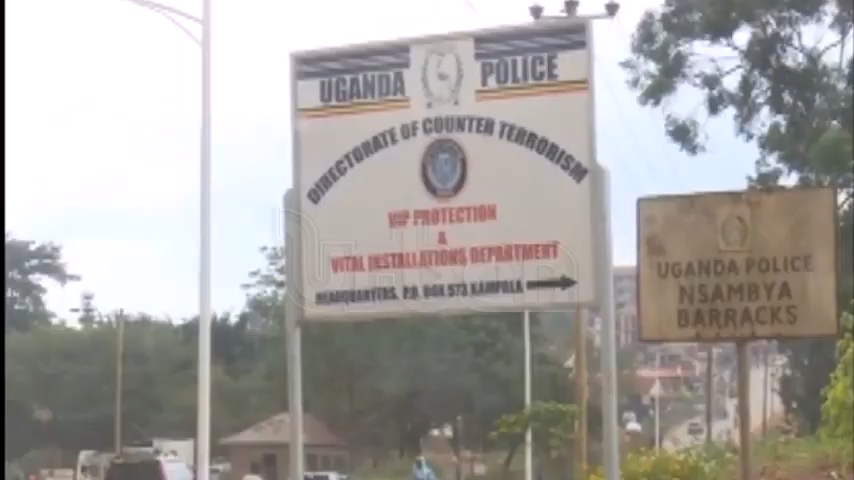 UGANDA POLICE
DIRECTORATE OF COUNTER TERRORISM
VIP PROTECTION
&
VITAL INSTALLATIONS DEPARTMENT
HEADQUARTERS. P.O. BOX 573 KAMPALA
UGANDA POLICE
NSAMBYA
BARRACKS